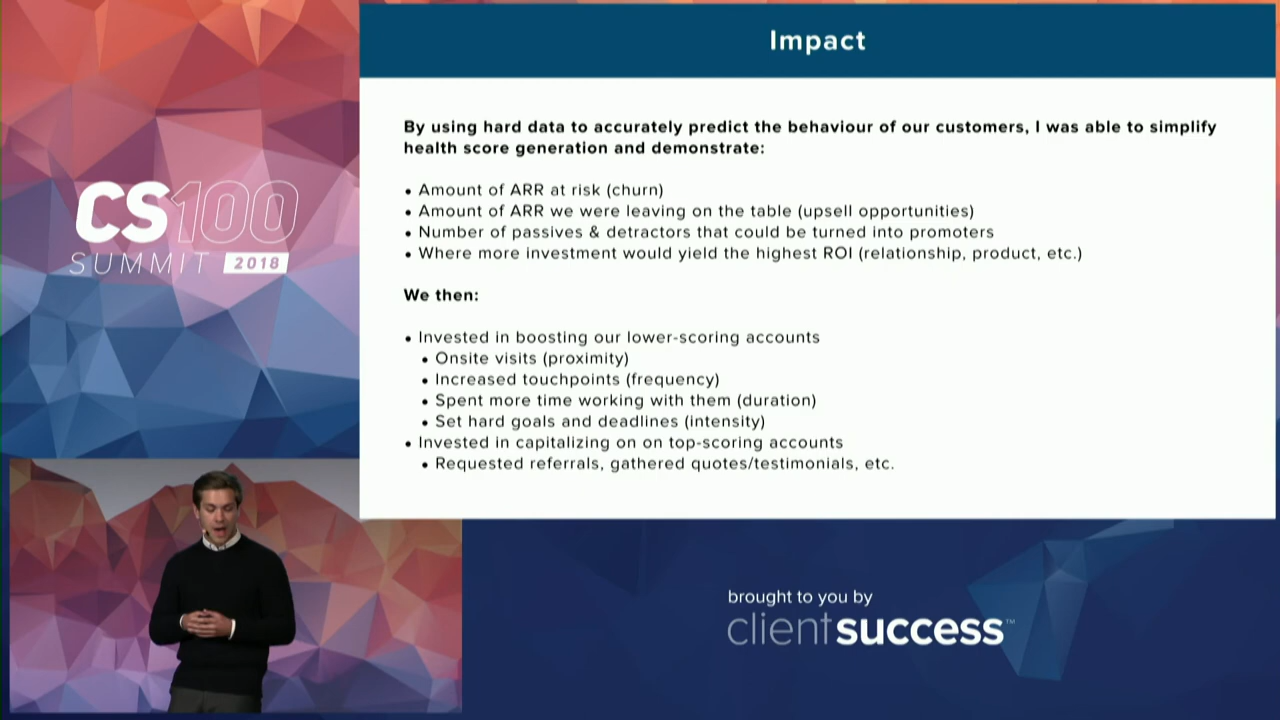 Impact
By using hard data to accurately predict the behaviour of our customers, I was able to simplify
health score generation and demonstrate:
• Amount of ARR at risk (churn)
• Amount of ARR we were leaving on the table (upsell opportunities)
• Number of passives & detractors that could be turned into promoters
• Where more investment would yield the highest ROI (relationship, product, etc.)
We then:
• Invested in boosting our lower-scoring accounts
• Onsite visits (proximity)
• Increased touchpoints (frequency)
• Spent more time working with them (duration)
• Set hard goals and deadlines (intensity)
• Invested in capitalizing on on top-scoring accounts
• Requested referrals, gathered quotes/testimonials, etc.
CS100
SUMMIT 2018
brought to you by
clientsuccess™